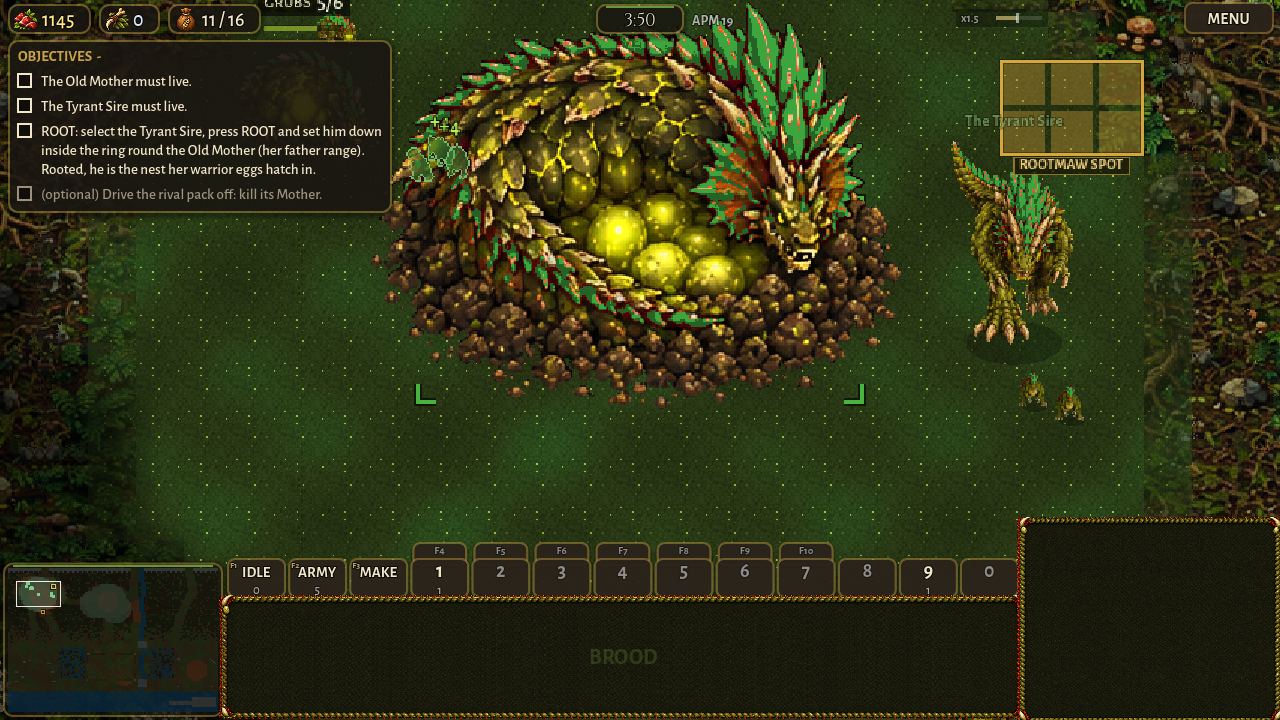 1145
0
11 / 16
GRUBS 5/6
3:50
APM 19
x1.5
MENU
OBJECTIVES -
The Old Mother must live.
The Tyrant Sire must live.
ROOT: select the Tyrant Sire, press ROOT and set him down
inside the ring round the Old Mother (her father range).
Rooted, he is the nest her warrior eggs hatch in.
(optional) Drive the rival pack off: kill its Mother.
++4
The Tyrant Sire
ROOTMAW SPOT
F4 F5 F6 F7 F8 F9 F10
F1 IDLE F2 ARMY F3 MAKE 1 2 3 4 5 6 7 8 9 0
0 5 1 1
BROOD